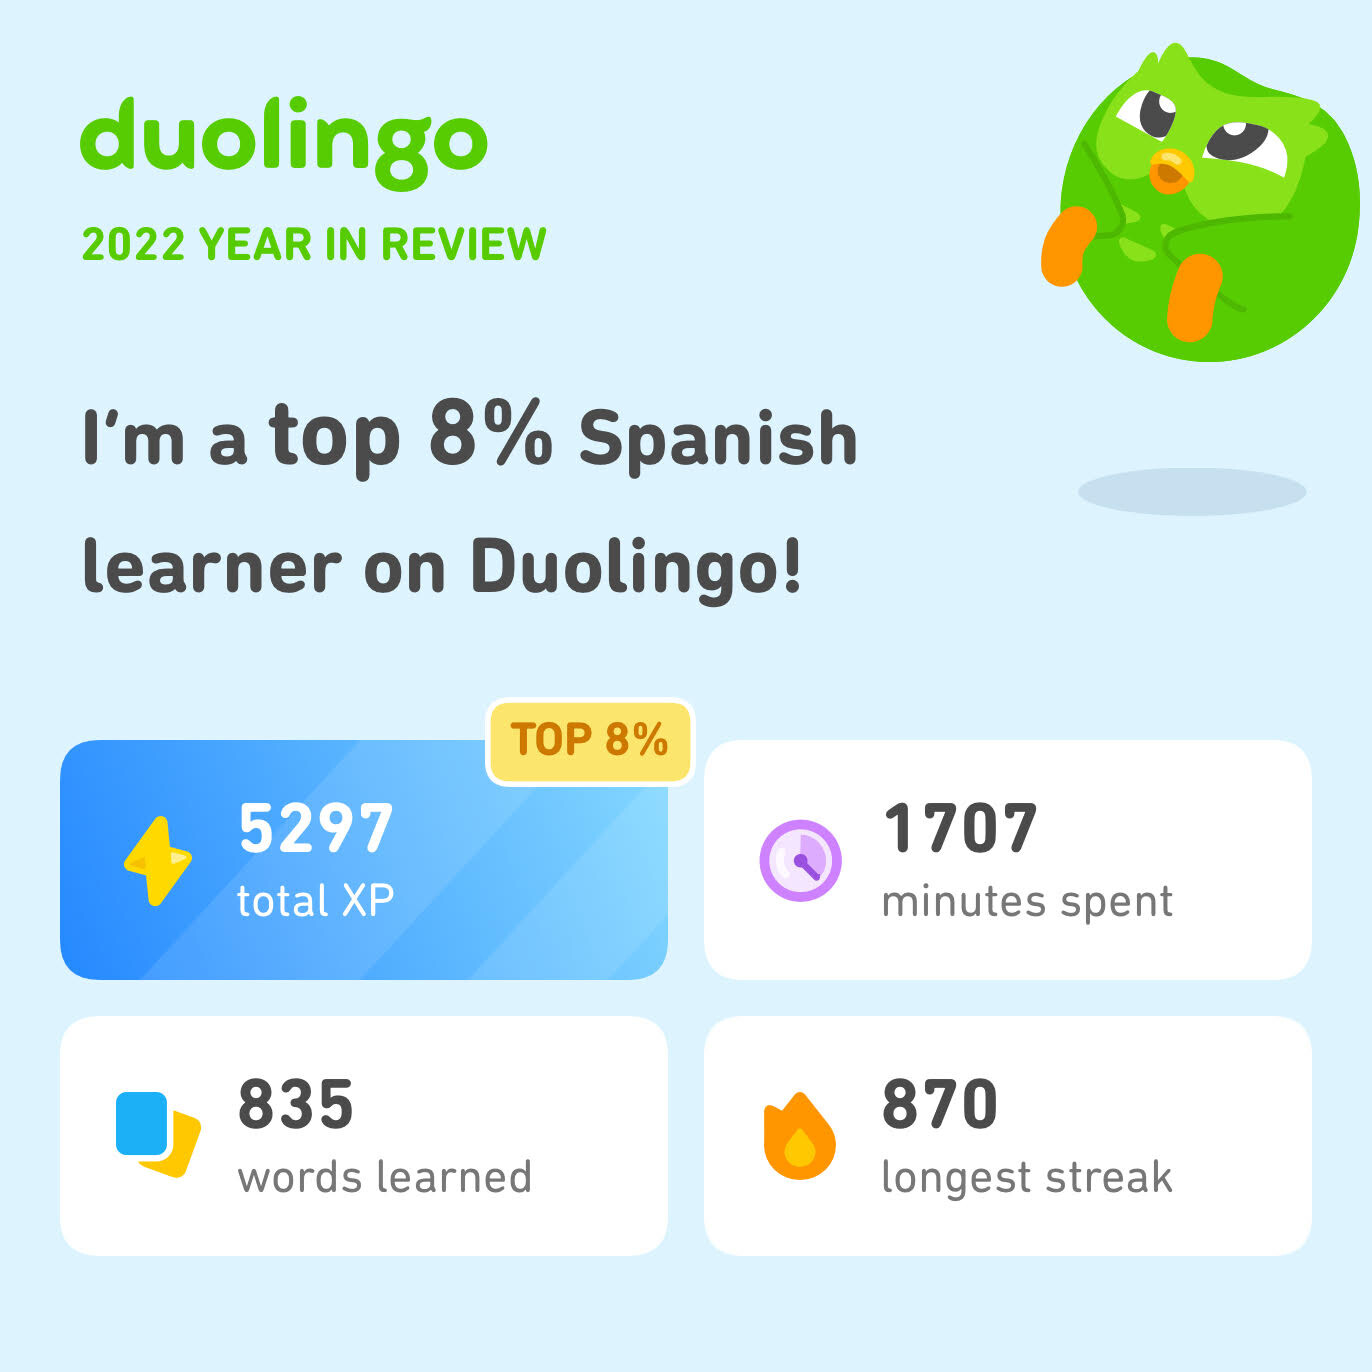 duolingo
2022 YEAR IN REVIEW
I'm a top 8% Spanish
learner on Duolingo!
TOP 8%
5297
total XP
1707
minutes spent
835
words learned
870
longest streak